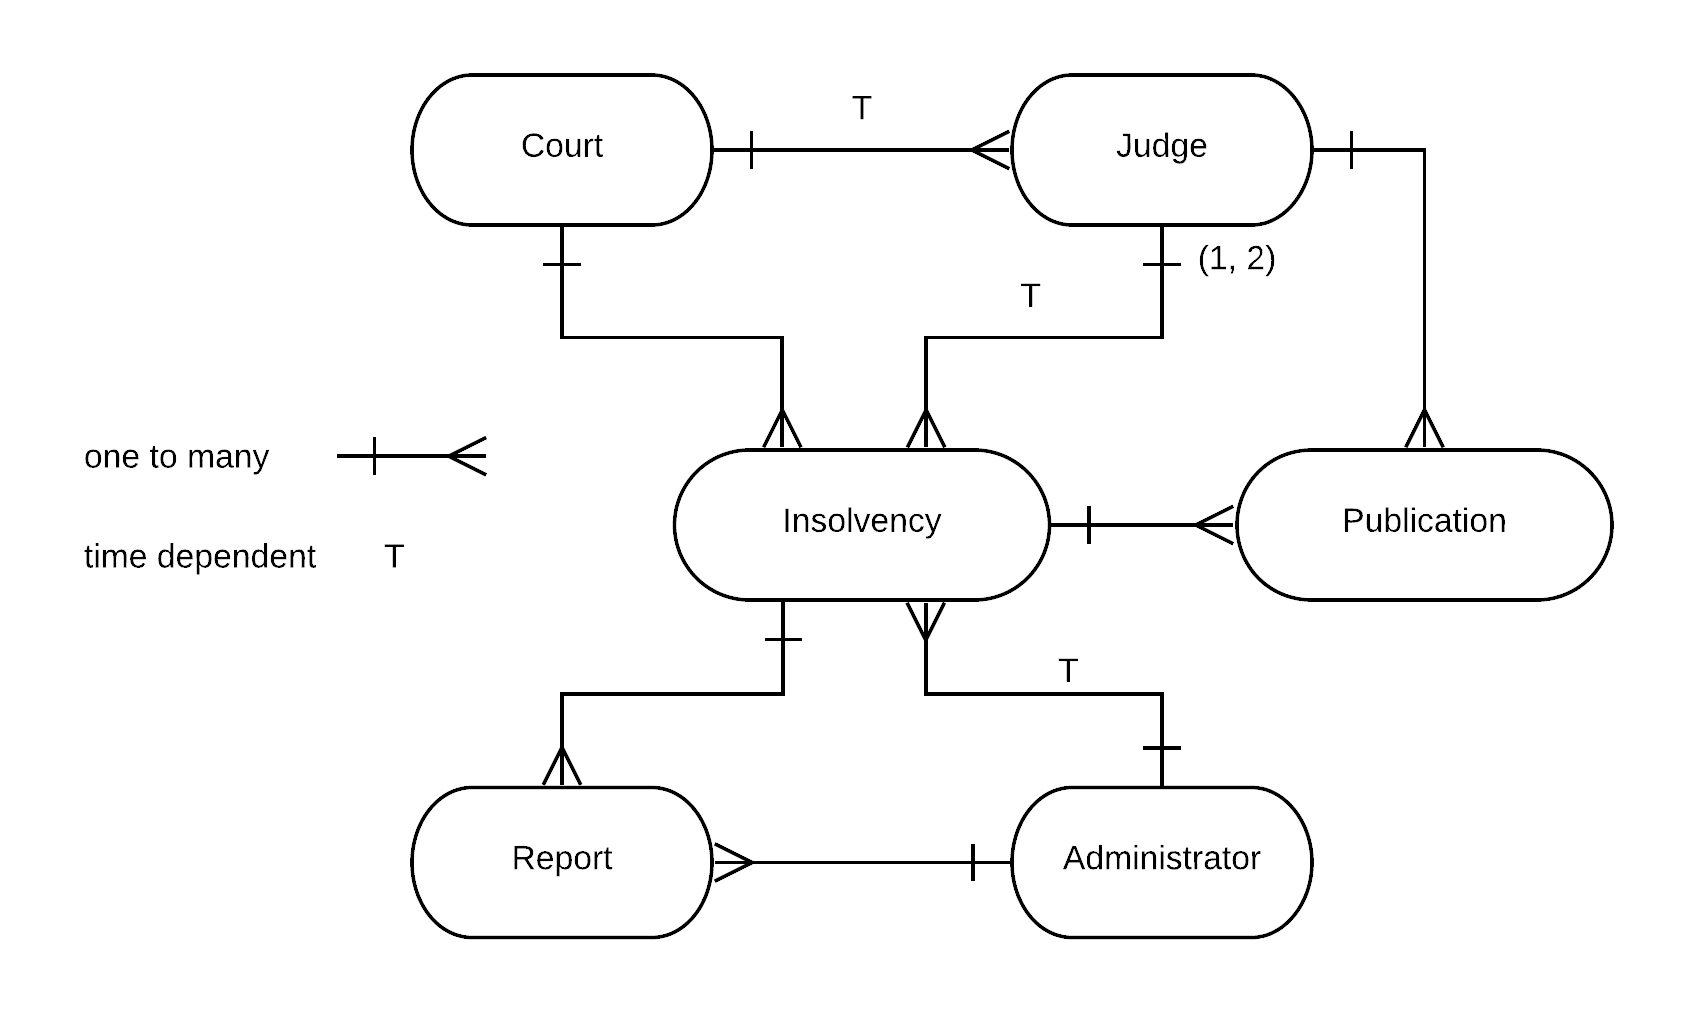 T
Court
Judge
(1, 2)
T
one to many
Insolvency
Publication
time dependent T
T
Report
Administrator